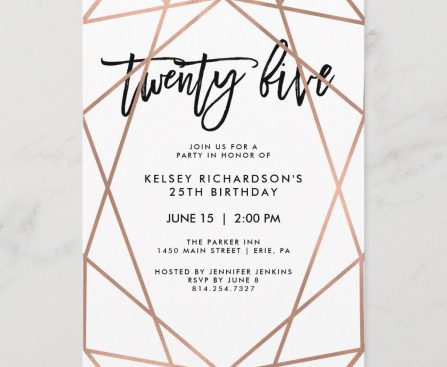 twenty five
JOIN US FOR A
PARTY IN HONOR OF
KELSEY RICHARDSON'S
25TH BIRTHDAY
JUNE 15 | 2:00 PM
THE PARKER INN
1450 MAIN STREET | ERIE, PA
HOSTED BY JENNIFER JENKINS
RSVP BY JUNE 8
814.254.7327